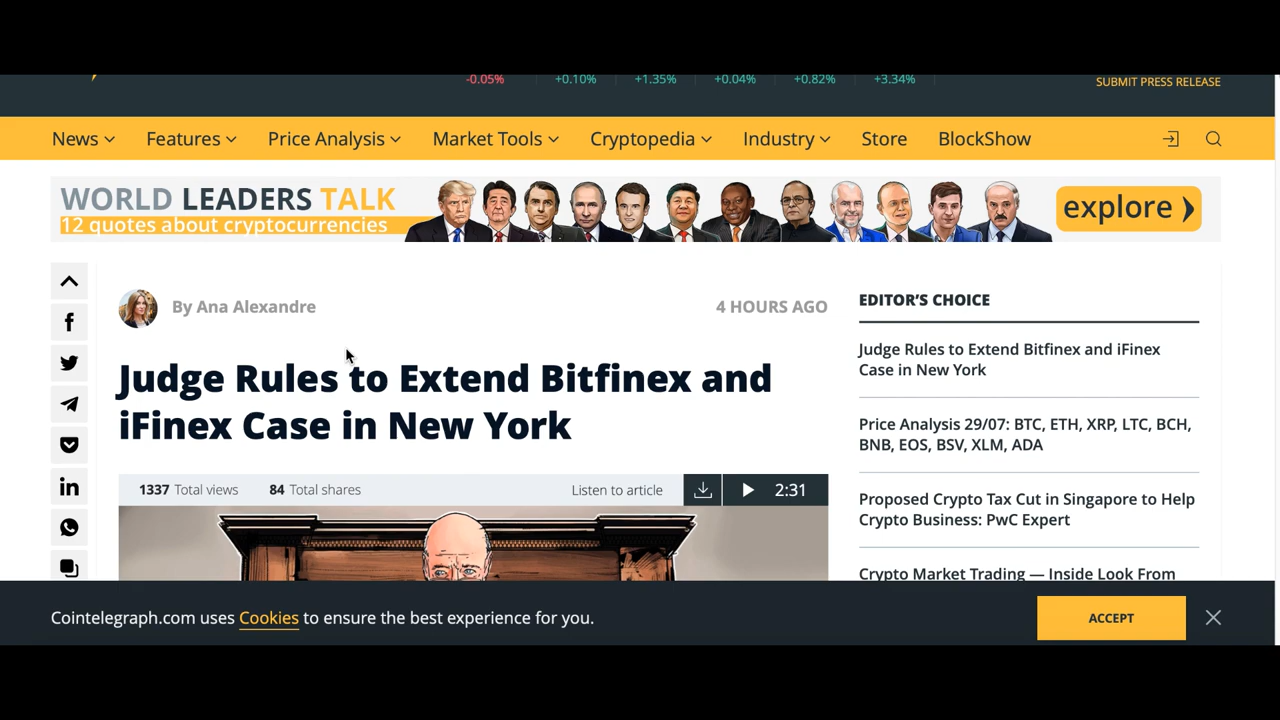 -0.05% +0.10% +1.35% +0.04% +0.82% +3.34%
SUBMIT PRESS RELEASE
News Features Price Analysis Market Tools Cryptopedia Industry Store BlockShow
WORLD LEADERS TALK
12 quotes about cryptocurrencies
explore
By Ana Alexandre
4 HOURS AGO
Judge Rules to Extend Bitfinex and
iFinex Case in New York
1337 Total views 84 Total shares Listen to article 2:31
EDITOR'S CHOICE
Judge Rules to Extend Bitfinex and iFinex
Case in New York
Price Analysis 29/07: BTC, ETH, XRP, LTC, BCH,
BNB, EOS, BSV, XLM, ADA
Proposed Crypto Tax Cut in Singapore to Help
Crypto Business: PwC Expert
Crypto Market Trading — Inside Look From
Cointelegraph.com uses Cookies to ensure the best experience for you.
ACCEPT